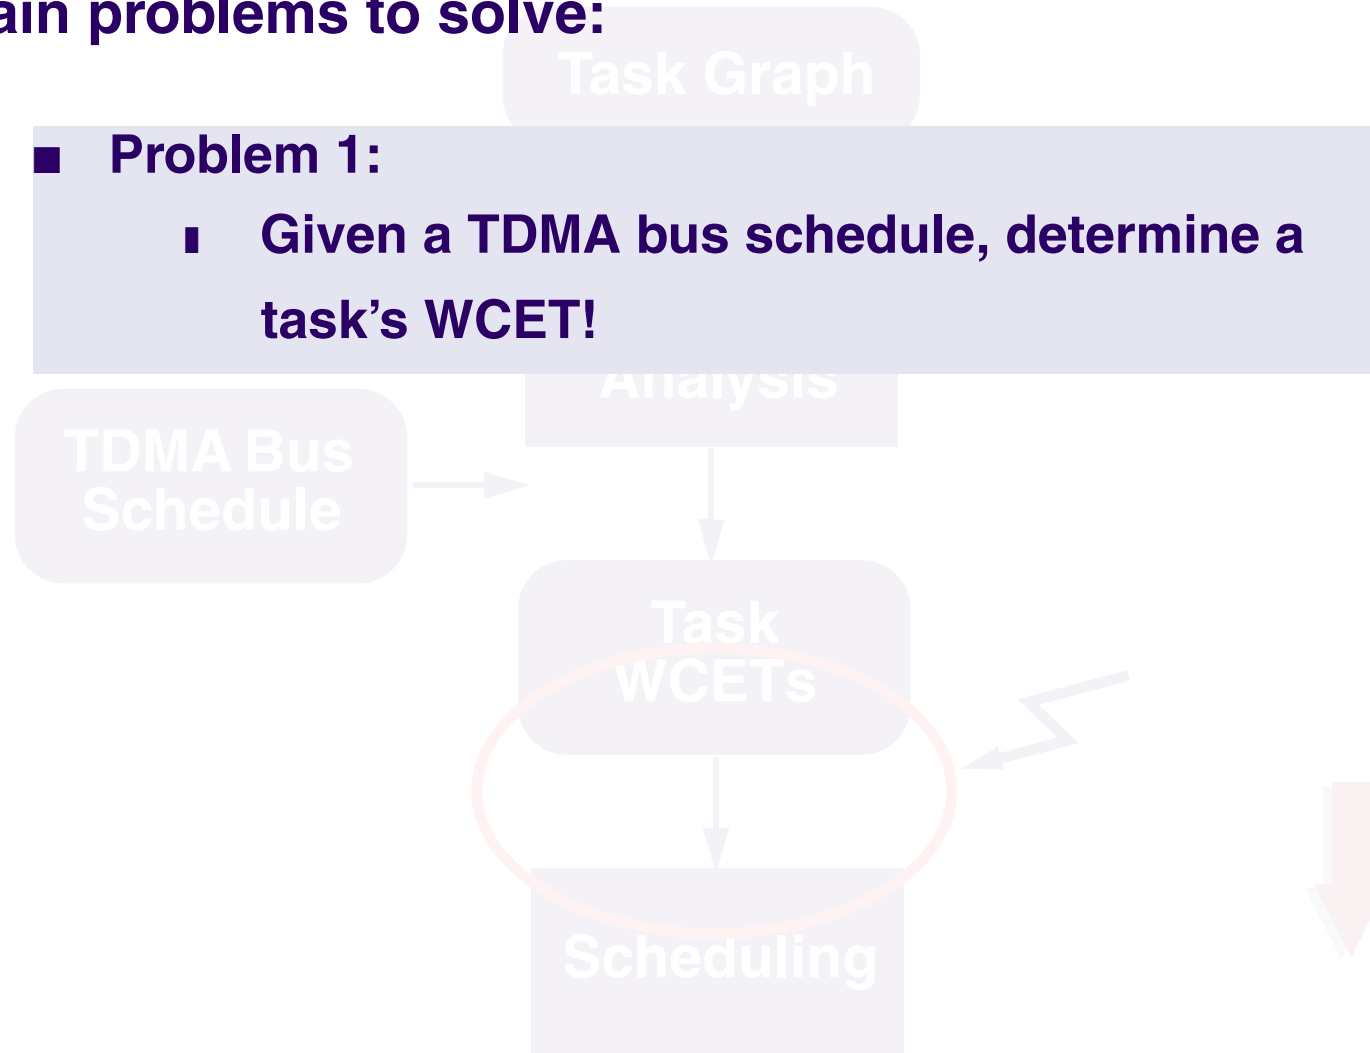 ain problems to solve:
Task Graph
■ Problem 1:
Given a TDMA bus schedule, determine a
task’s WCET!
Analysis
TDMA Bus
Schedule
Task
WCETs
Scheduling